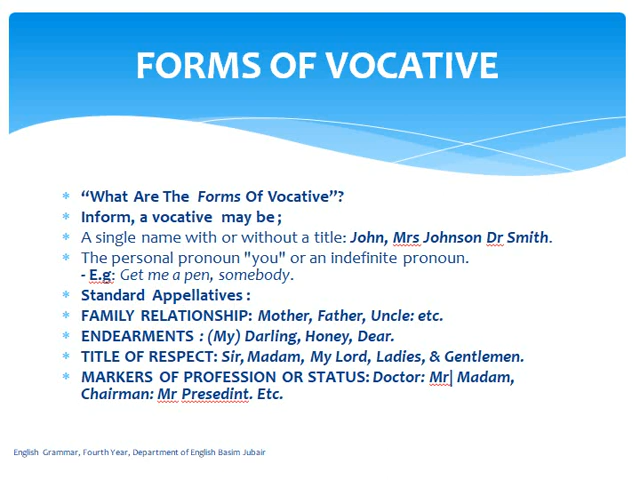 FORMS OF VOCATIVE
“What Are The Forms Of Vocative”?
Inform, a vocative may be;
A single name with or without a title: John, Mrs Johnson Dr Smith.
The personal pronoun "you" or an indefinite pronoun.
- E.g: Get me a pen, somebody.
Standard Appellatives :
FAMILY RELATIONSHIP: Mother, Father, Uncle: etc.
ENDEARMENTS : (My) Darling, Honey, Dear.
TITLE OF RESPECT: Sir, Madam, My Lord, Ladies, & Gentlemen.
MARKERS OF PROFESSION OR STATUS: Doctor: Mr Madam,
Chairman: Mr Presedint. Etc.
English Grammar, Fourth Year, Department of English Basim Jubair